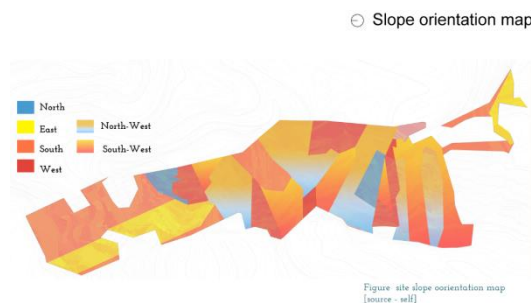 Slope orientation map
North
East
South
West
North-West
South-West
Figure site slope oorientation map
[source - self]